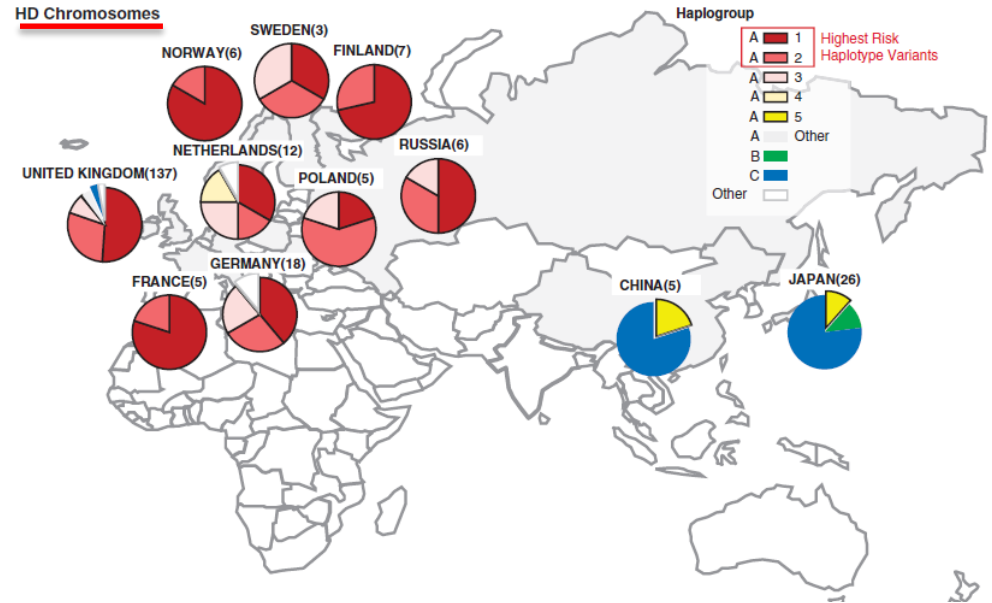 HD Chromosomes
Haplogroup
A 1
A 2
Highest Risk
Haplotype Variants
A 3
A 4
A 5
A Other
B
C
Other
SWEDEN(3)
NORWAY(6)
FINLAND(7)
NETHERLANDS(12)
RUSSIA(6)
UNITED KINGDOM(137)
POLAND(5)
GERMANY(18)
FRANCE(5)
CHINA(5)
JAPAN(26)